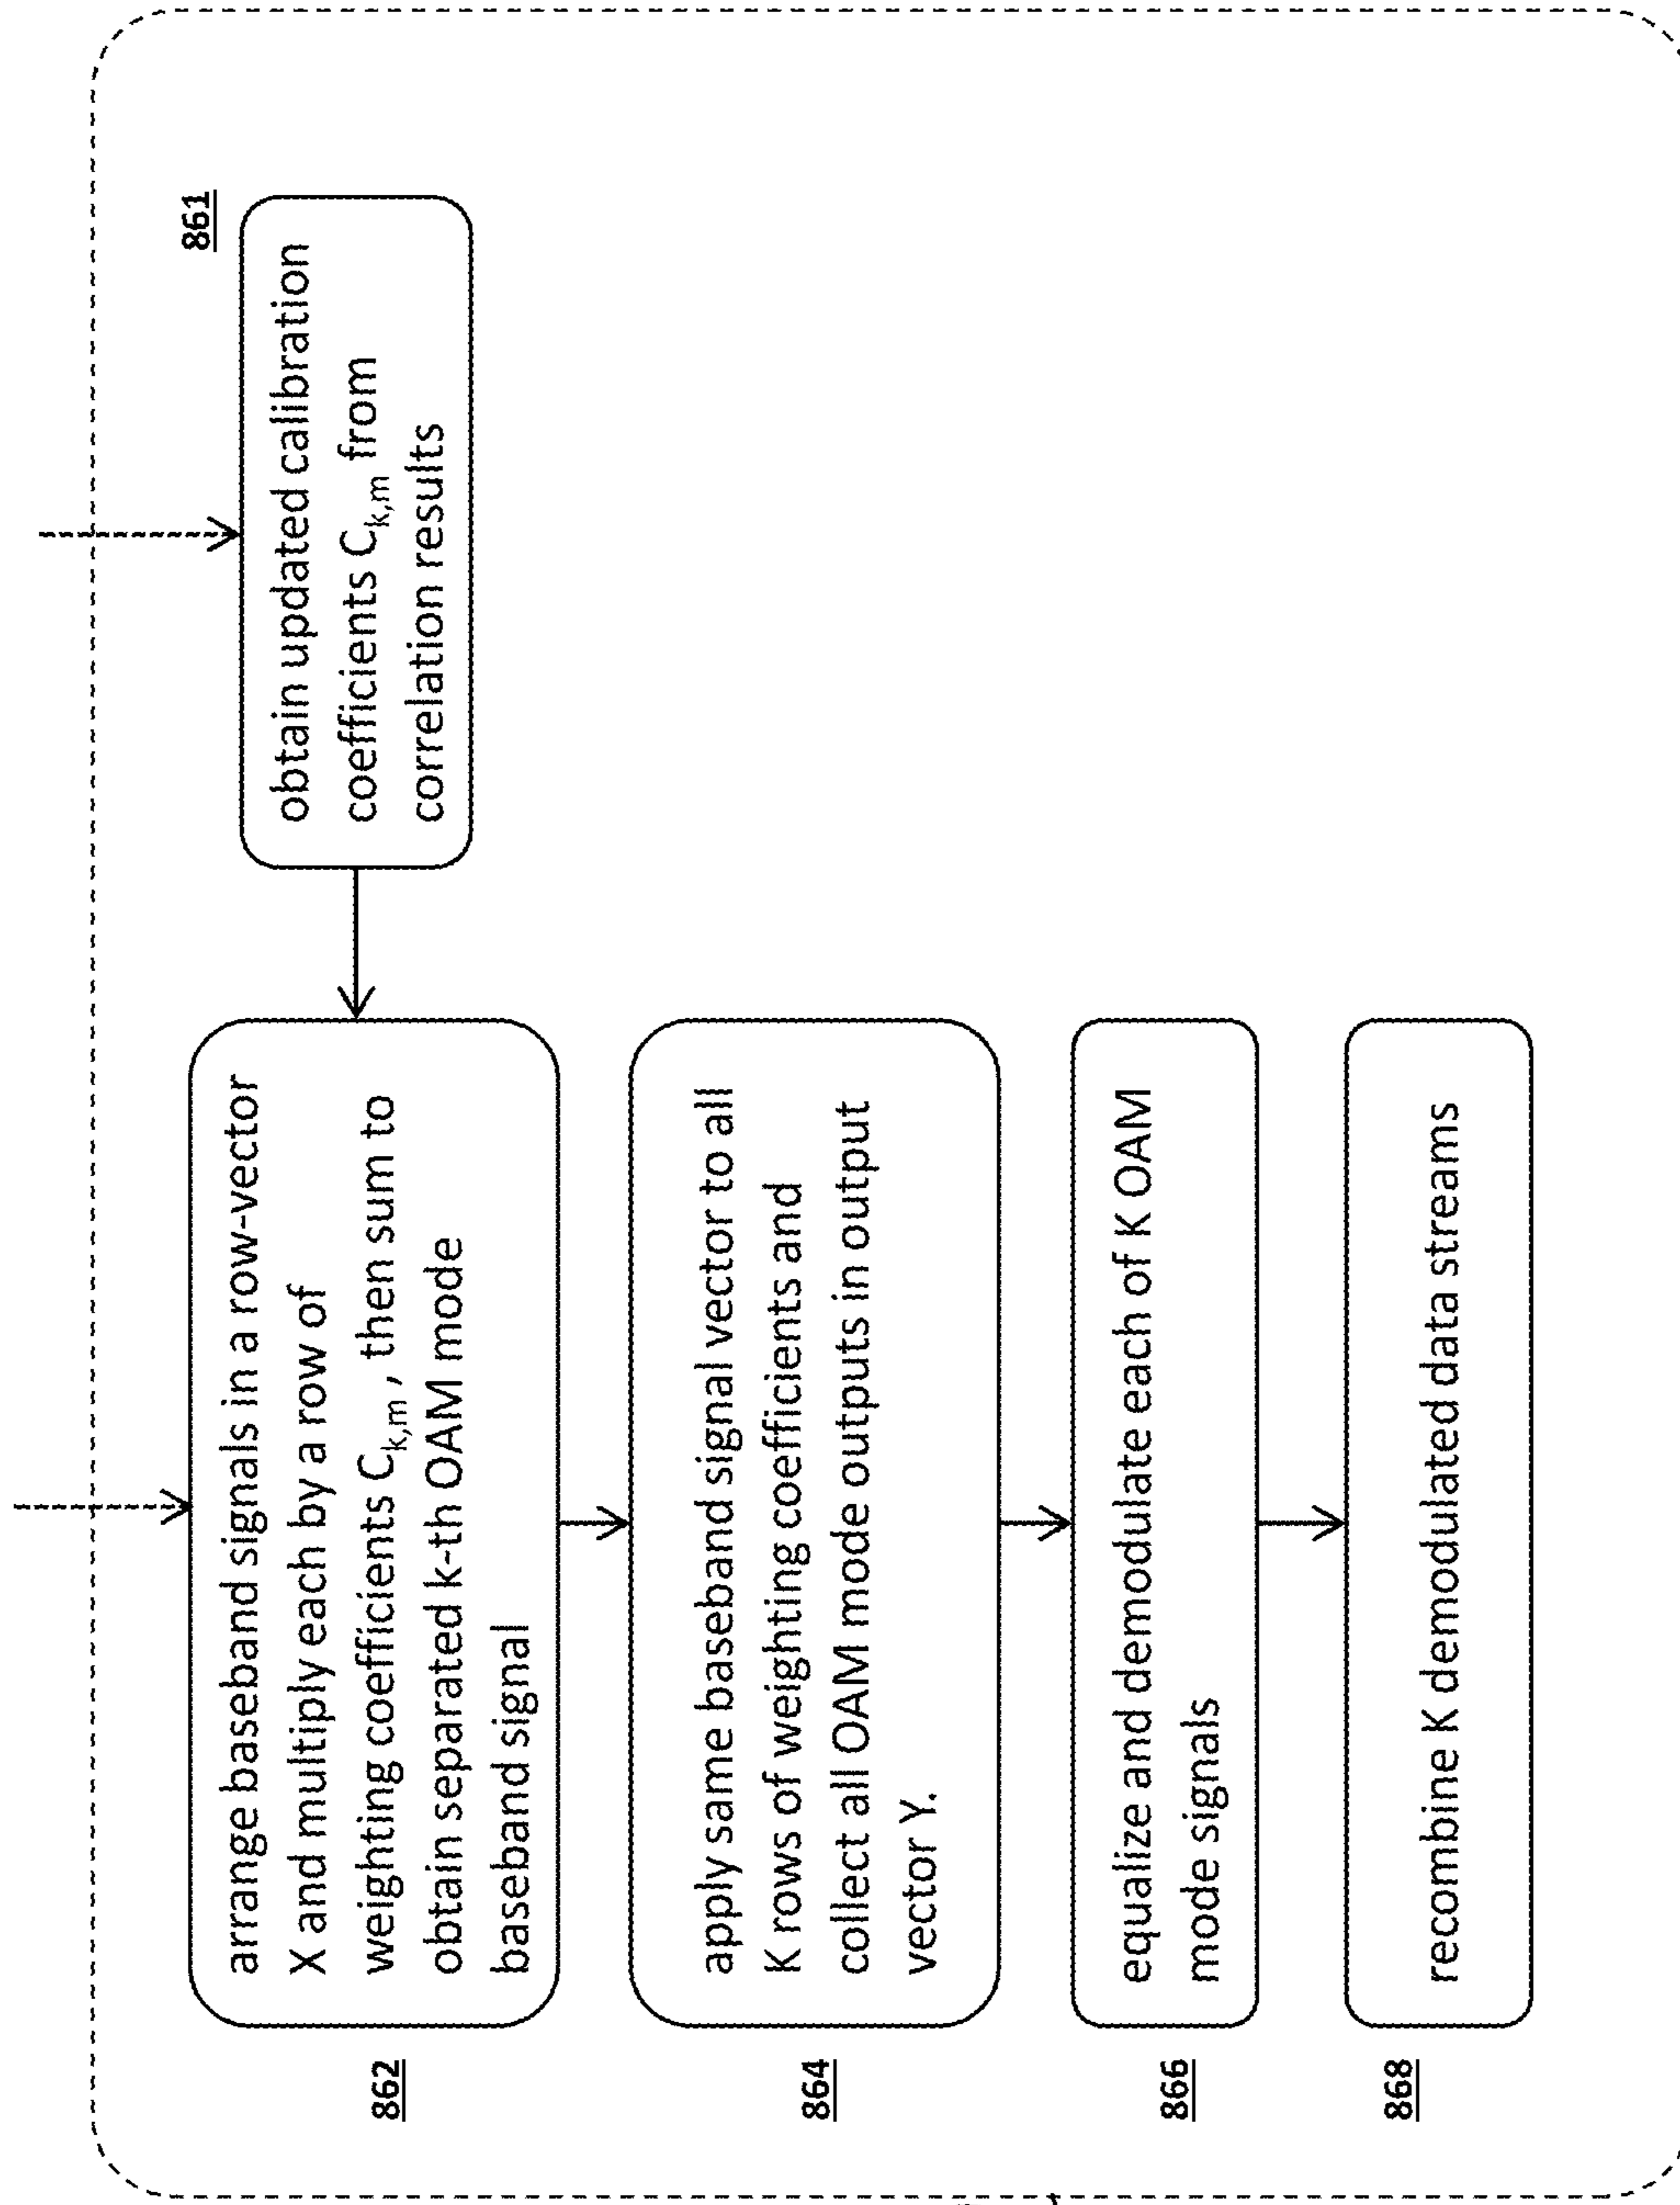 861
obtain updated calibration
coefficients Ck,m from
correlation results
862
arrange baseband signals in a row-vector
X and multiply each by a row of
weighting coefficients Ck,m , then sum to
obtain separated k-th OAM mode
baseband signal
864
apply same baseband signal vector to all
K rows of weighting coefficients and
collect all OAM mode outputs in output
vector Y.
866
equalize and demodulate each of K OAM
mode signals
868
recombine K demodulated data streams